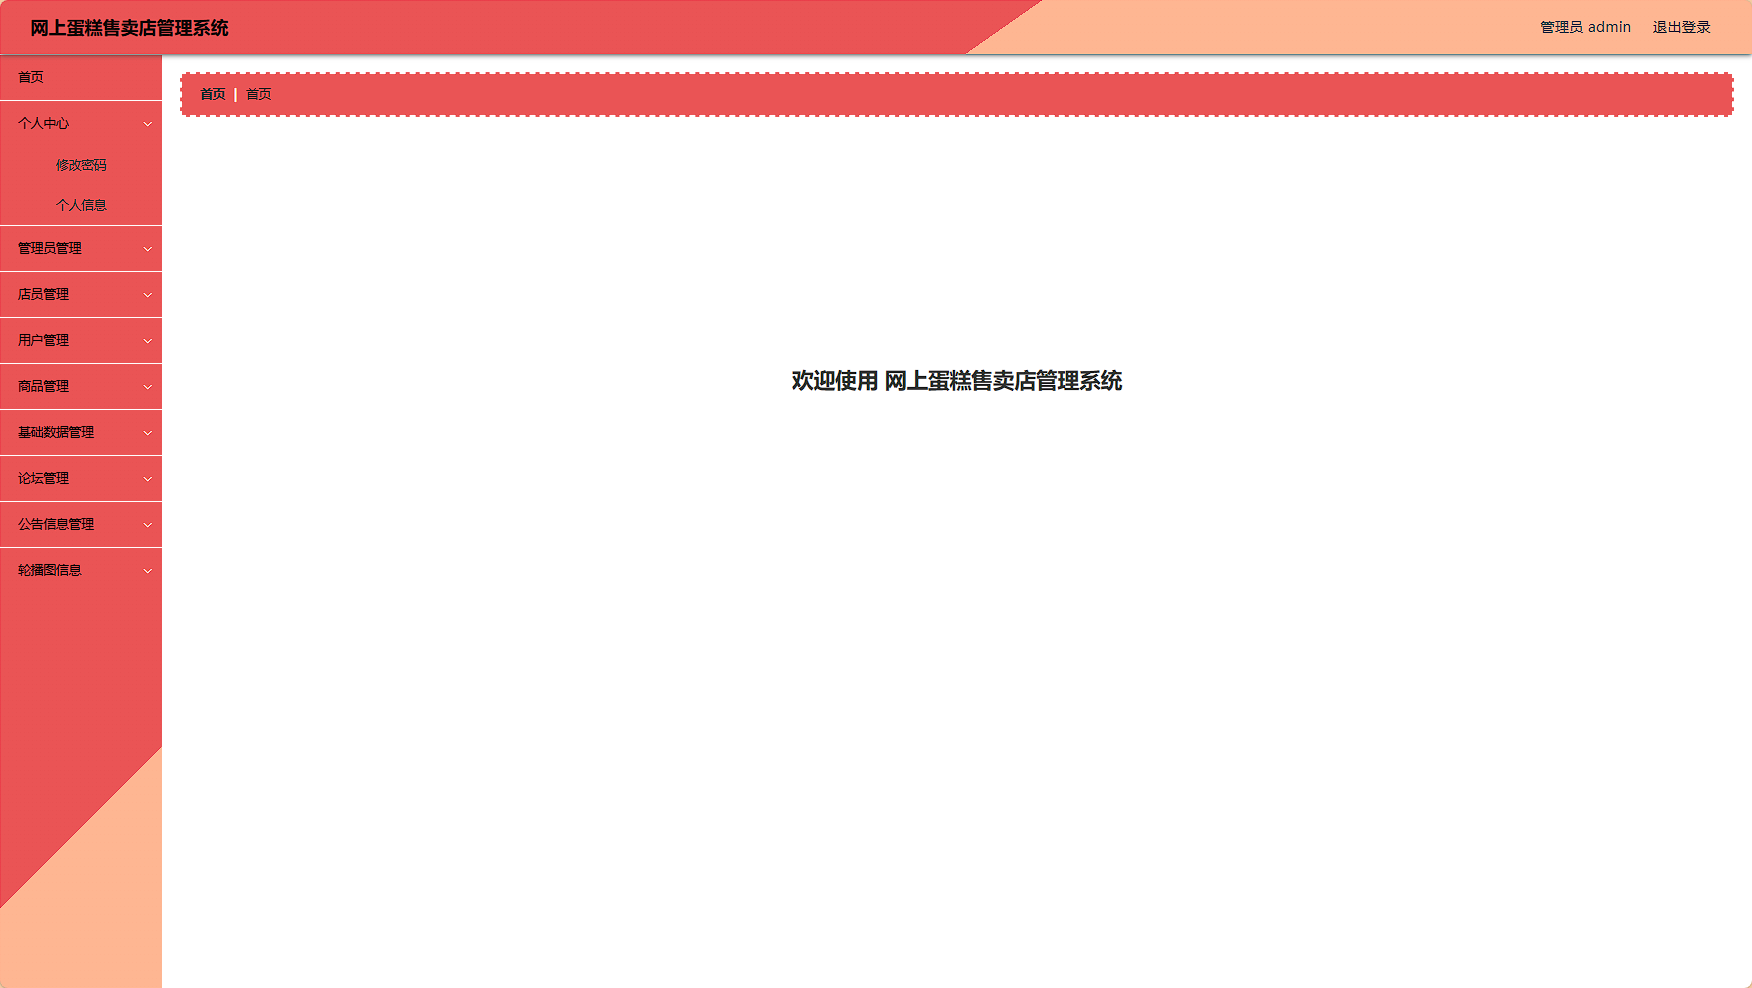 网上蛋糕售卖店管理系统
管理员 admin 退出登录
首页
个人中心
修改密码
个人信息
管理员管理
店员管理
用户管理
商品管理
基础数据管理
论坛管理
公告信息管理
轮播图信息
首页 | 首页
欢迎使用 网上蛋糕售卖店管理系统